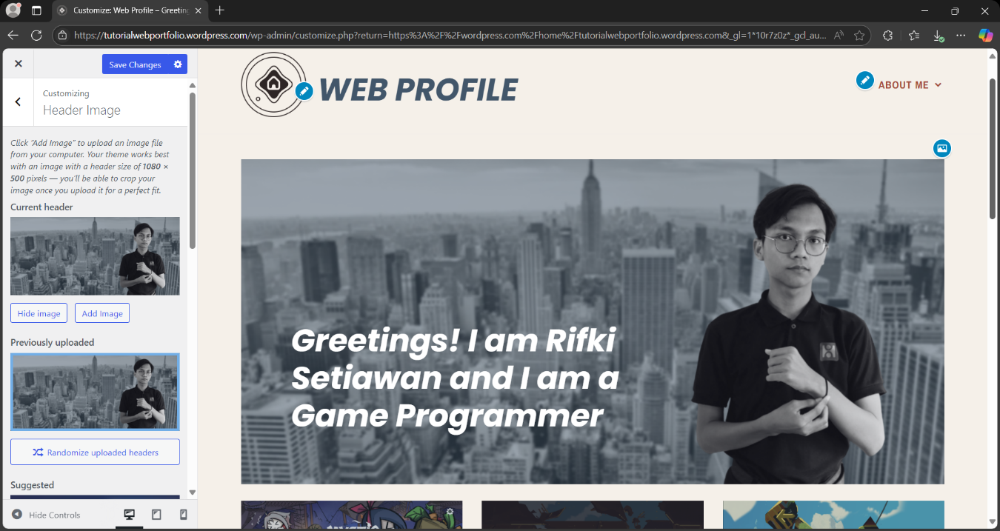 Customize: Web Profile – Greetin
https://tutorialwebportfolio.wordpress.com/wp-admin/customize.php?return=https%3A%2F%2Fwordpress.com%2Fhome%2Ftutorialwebportfolio.wordpress.com&_gl=1*10r7z0z*_gcl_au...
Save Changes
Customizing
Header Image
Click “Add Image” to upload an image file
from your computer. Your theme works best
with an image with a header size of 1080 ×
500 pixels — you’ll be able to crop your
image once you upload it for a perfect fit.
Current header
Hide image
Add Image
Previously uploaded
Randomize uploaded headers
Suggested
Hide Controls
WEB PROFILE
ABOUT ME
Greetings! I am Rifki
Setiawan and I am a
Game Programmer